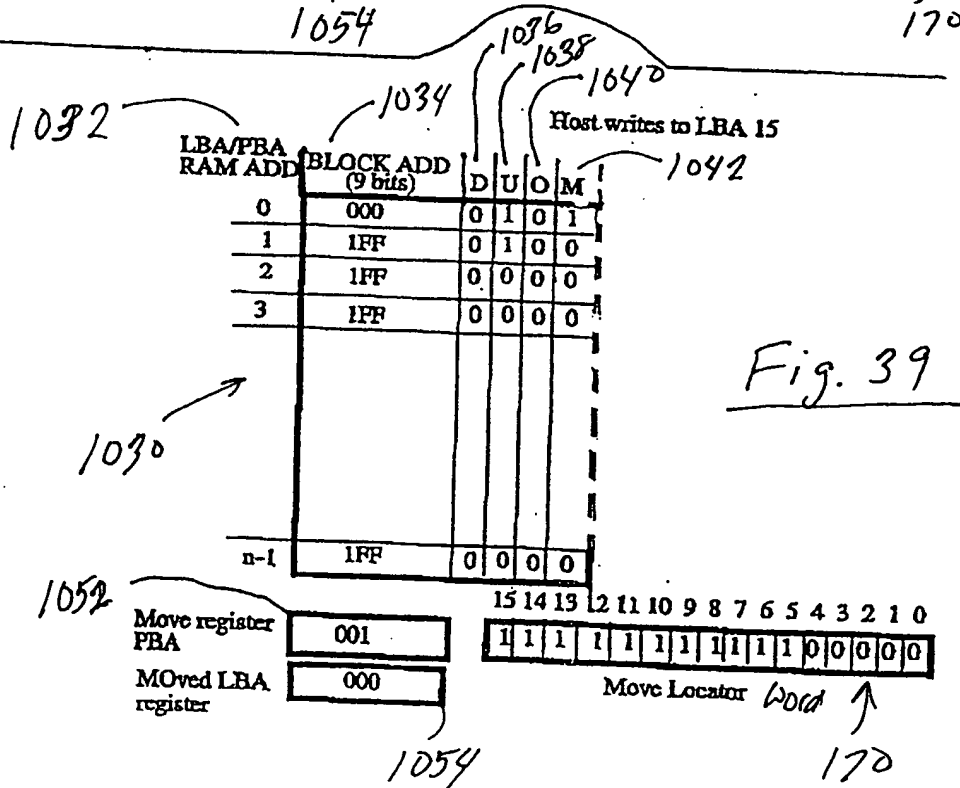 1054 170
1036
1038
1034 1040
1032 Host writes to LBA 15
LBA/PBA
RAM ADD BLOCK ADD
(9 bits) D U O M 1042
0 000 0 1 0 1
1 1FF 0 1 0 0
2 1FF 0 0 0 0
3 1FF 0 0 0 0
Fig. 39
1030
n-1 1FF 0 0 0 0
1052 15 14 13 12 11 10 9 8 7 6 5 4 3 2 1 0
Move register
PBA 001 1 1 1 1 1 1 1 1 1 1 1 0 0 0 0 0
MOved LBA
register 000 Move Locator Word
1054 170